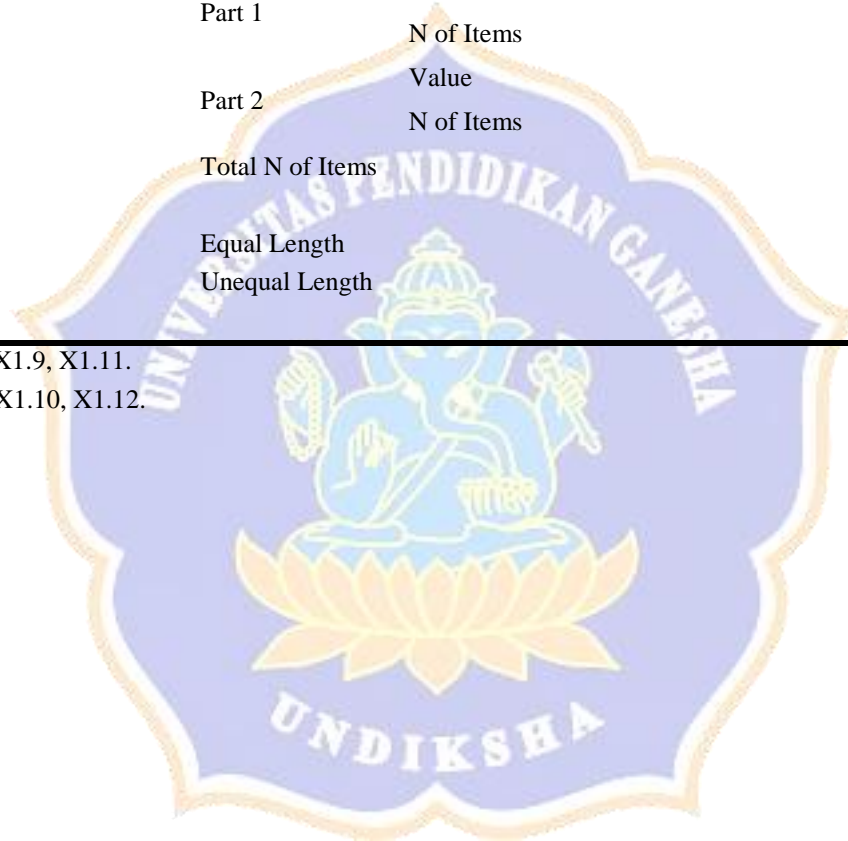 Part 1
N of Items
Value
Part 2
N of Items
Total N of Items
UNIVERSITAS PENDIDIKAN GANESHA
Equal Length
Unequal Length
X1.9, X1.11.
X1.10, X1.12.
UNDIKSHA